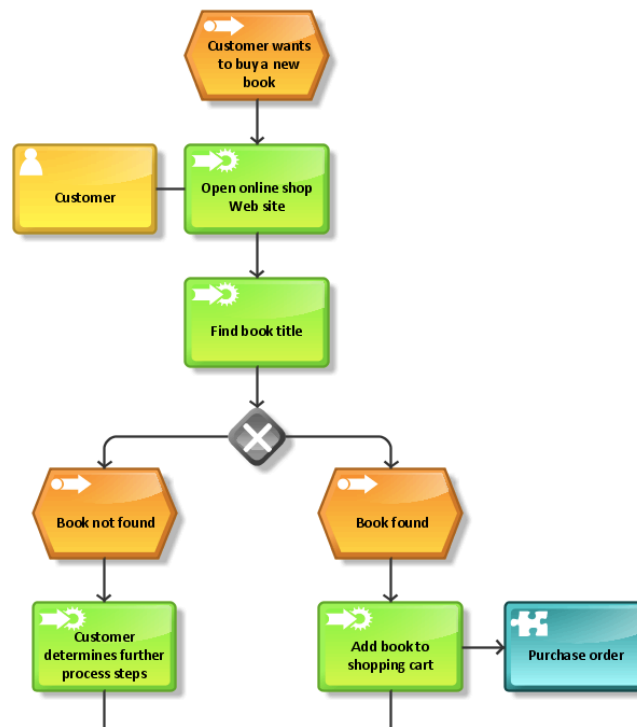 Customer wants
to buy a new
book
Customer
Open online shop
Web site
Find book title
Book not found
Book found
Customer
determines further
process steps
Add book to
shopping cart
Purchase order